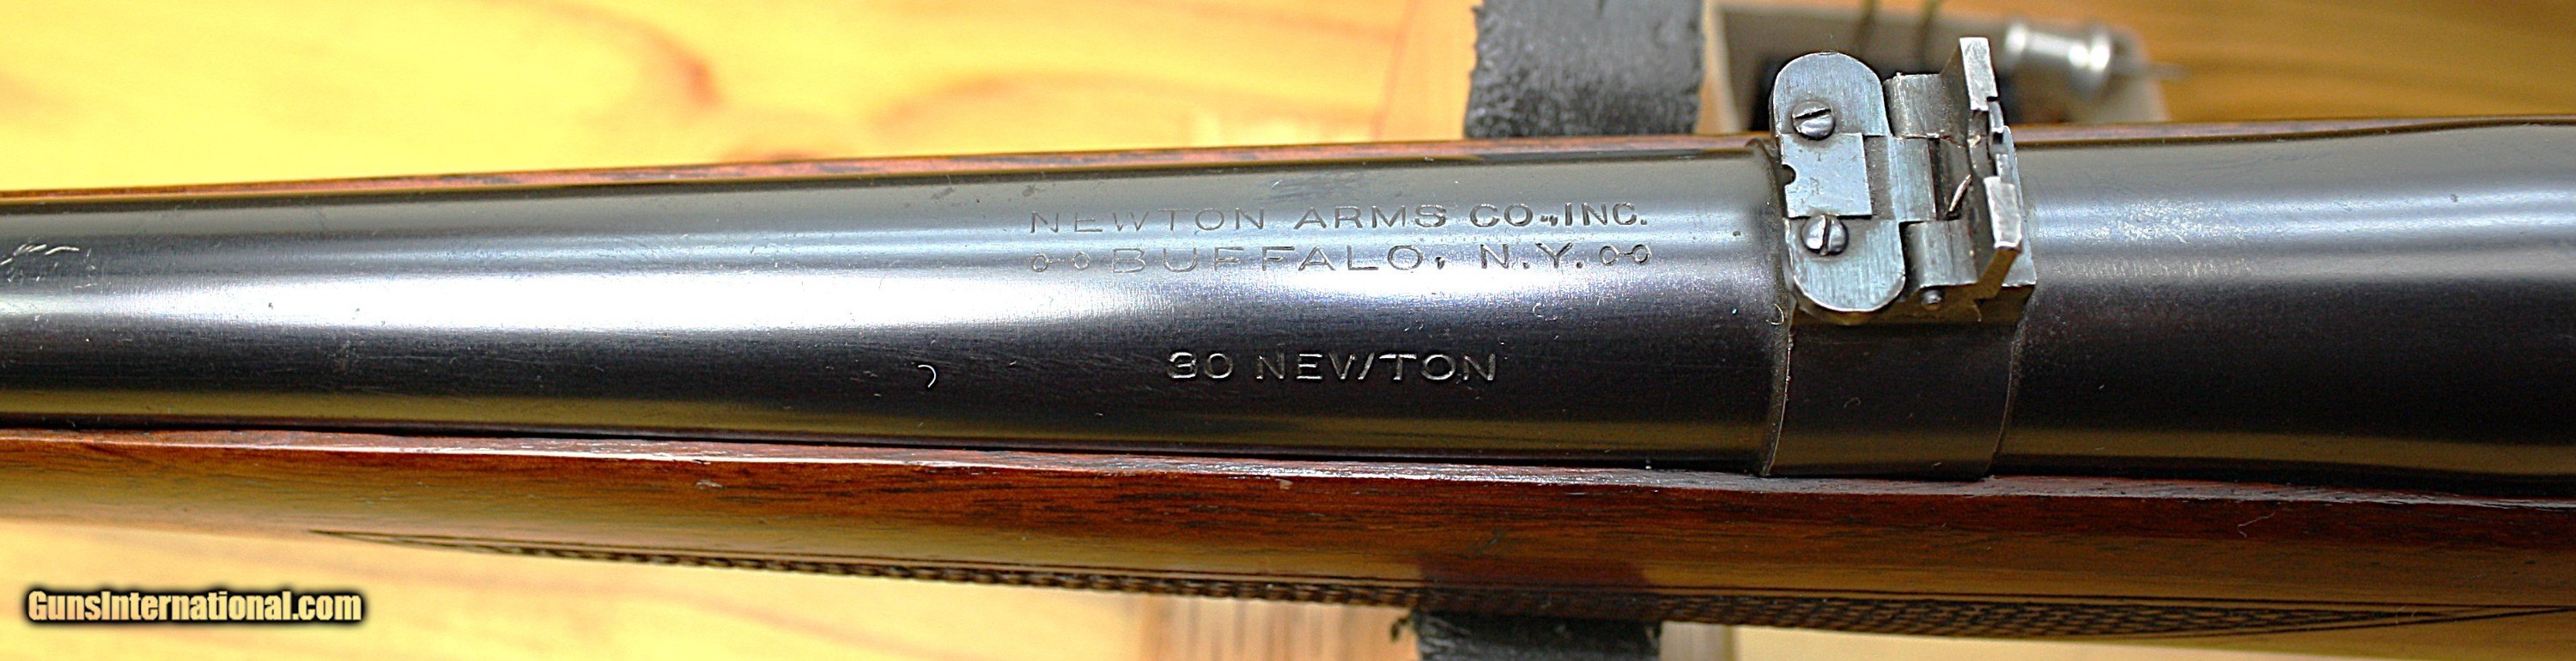 NEWTON ARMS CO., INC.
o-o BUFFALO, N.Y. o-o
30 NEWTON
GunsInternational.com